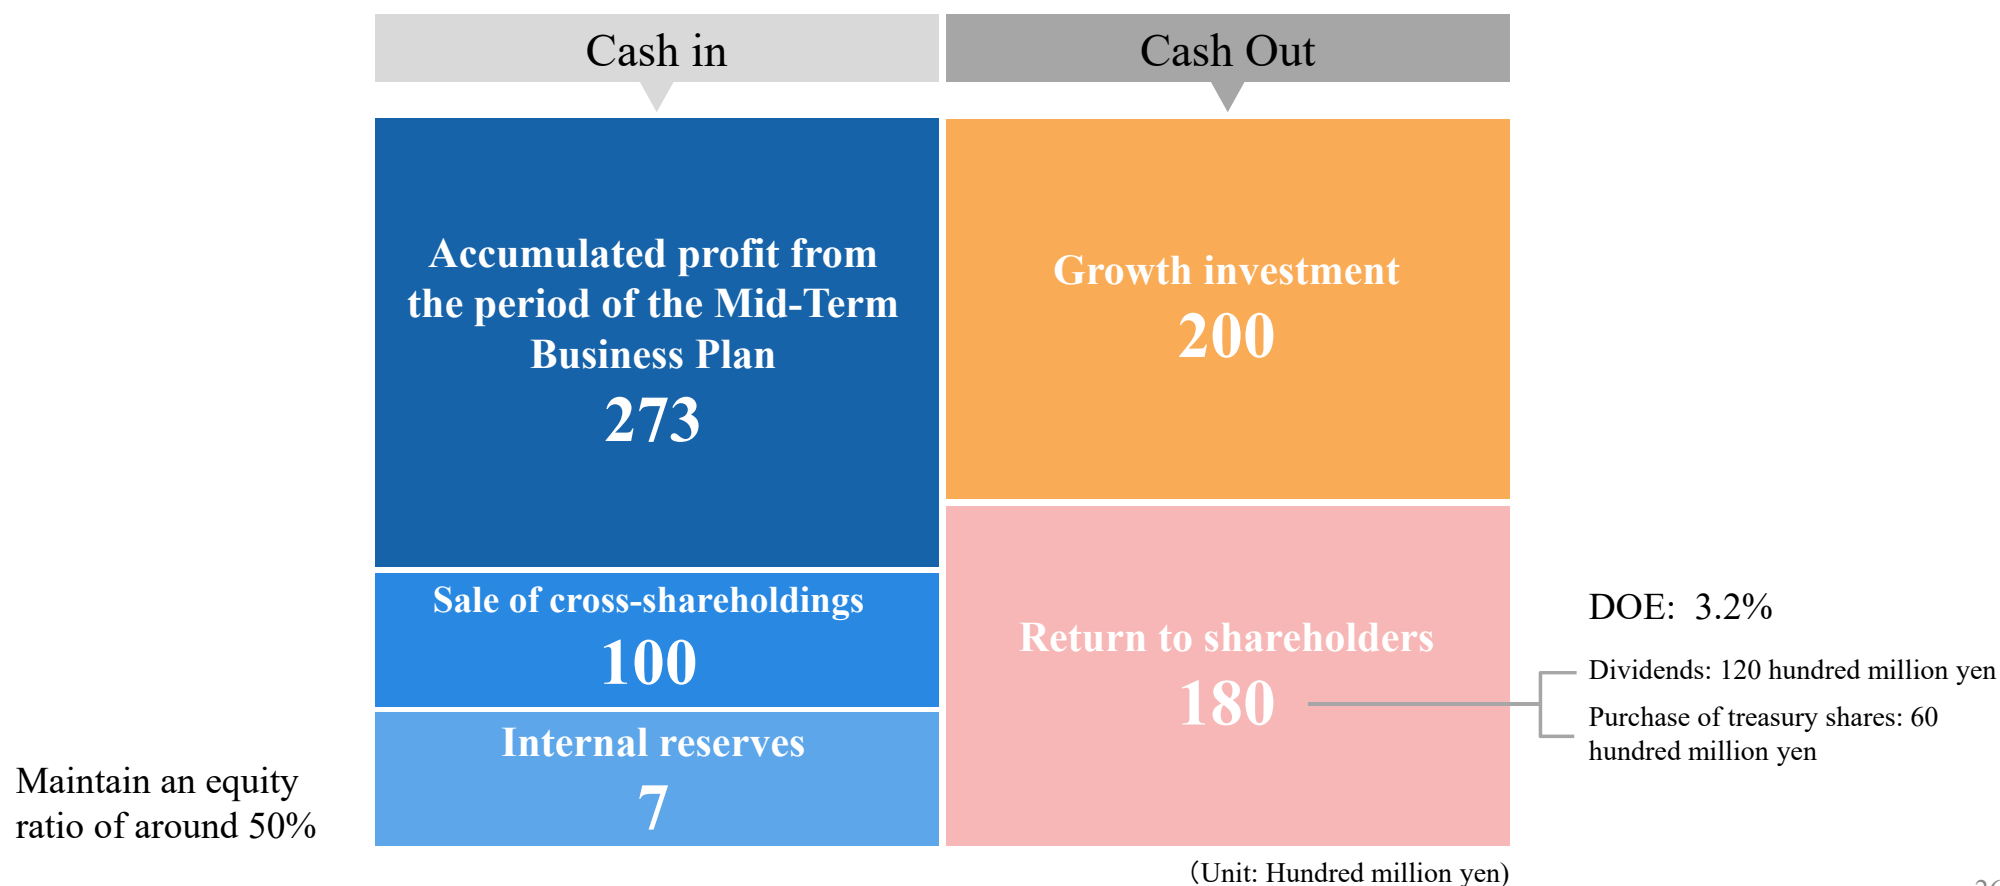 Cash in
Cash Out
Accumulated profit from
the period of the Mid-Term
Business Plan
273
Growth investment
200
Sale of cross-shareholdings
100
Return to shareholders
180
DOE: 3.2%
Dividends: 120 hundred million yen
Purchase of treasury shares: 60
hundred million yen
Internal reserves
7
Maintain an equity
ratio of around 50%
（Unit: Hundred million yen)